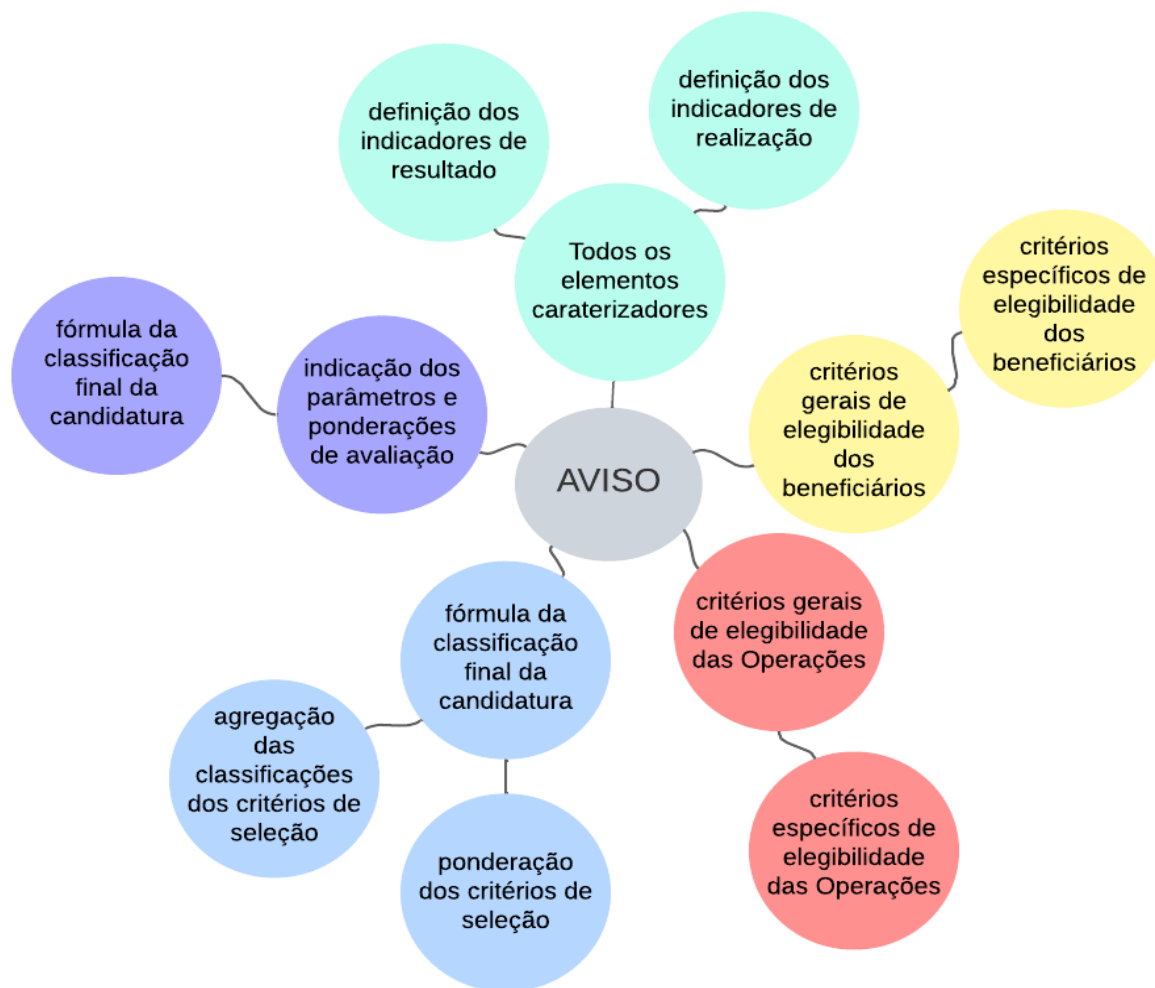 definição dos
indicadores de
resultado
definição dos
indicadores de
realização
Todos os
elementos
caraterizadores
critérios
específicos de
elegibilidade
dos
beneficiários
critérios
gerais de
elegibilidade
dos
beneficiários
fórmula da
classificação
final da
candidatura
indicação dos
parâmetros e
ponderações
de avaliação
AVISO
critérios gerais
de elegibilidade
das Operações
critérios
específicos de
elegibilidade
das Operações
fórmula da
classificação
final da
candidatura
agregação
das
classificações
dos critérios de
seleção
ponderação
dos critérios de
seleção